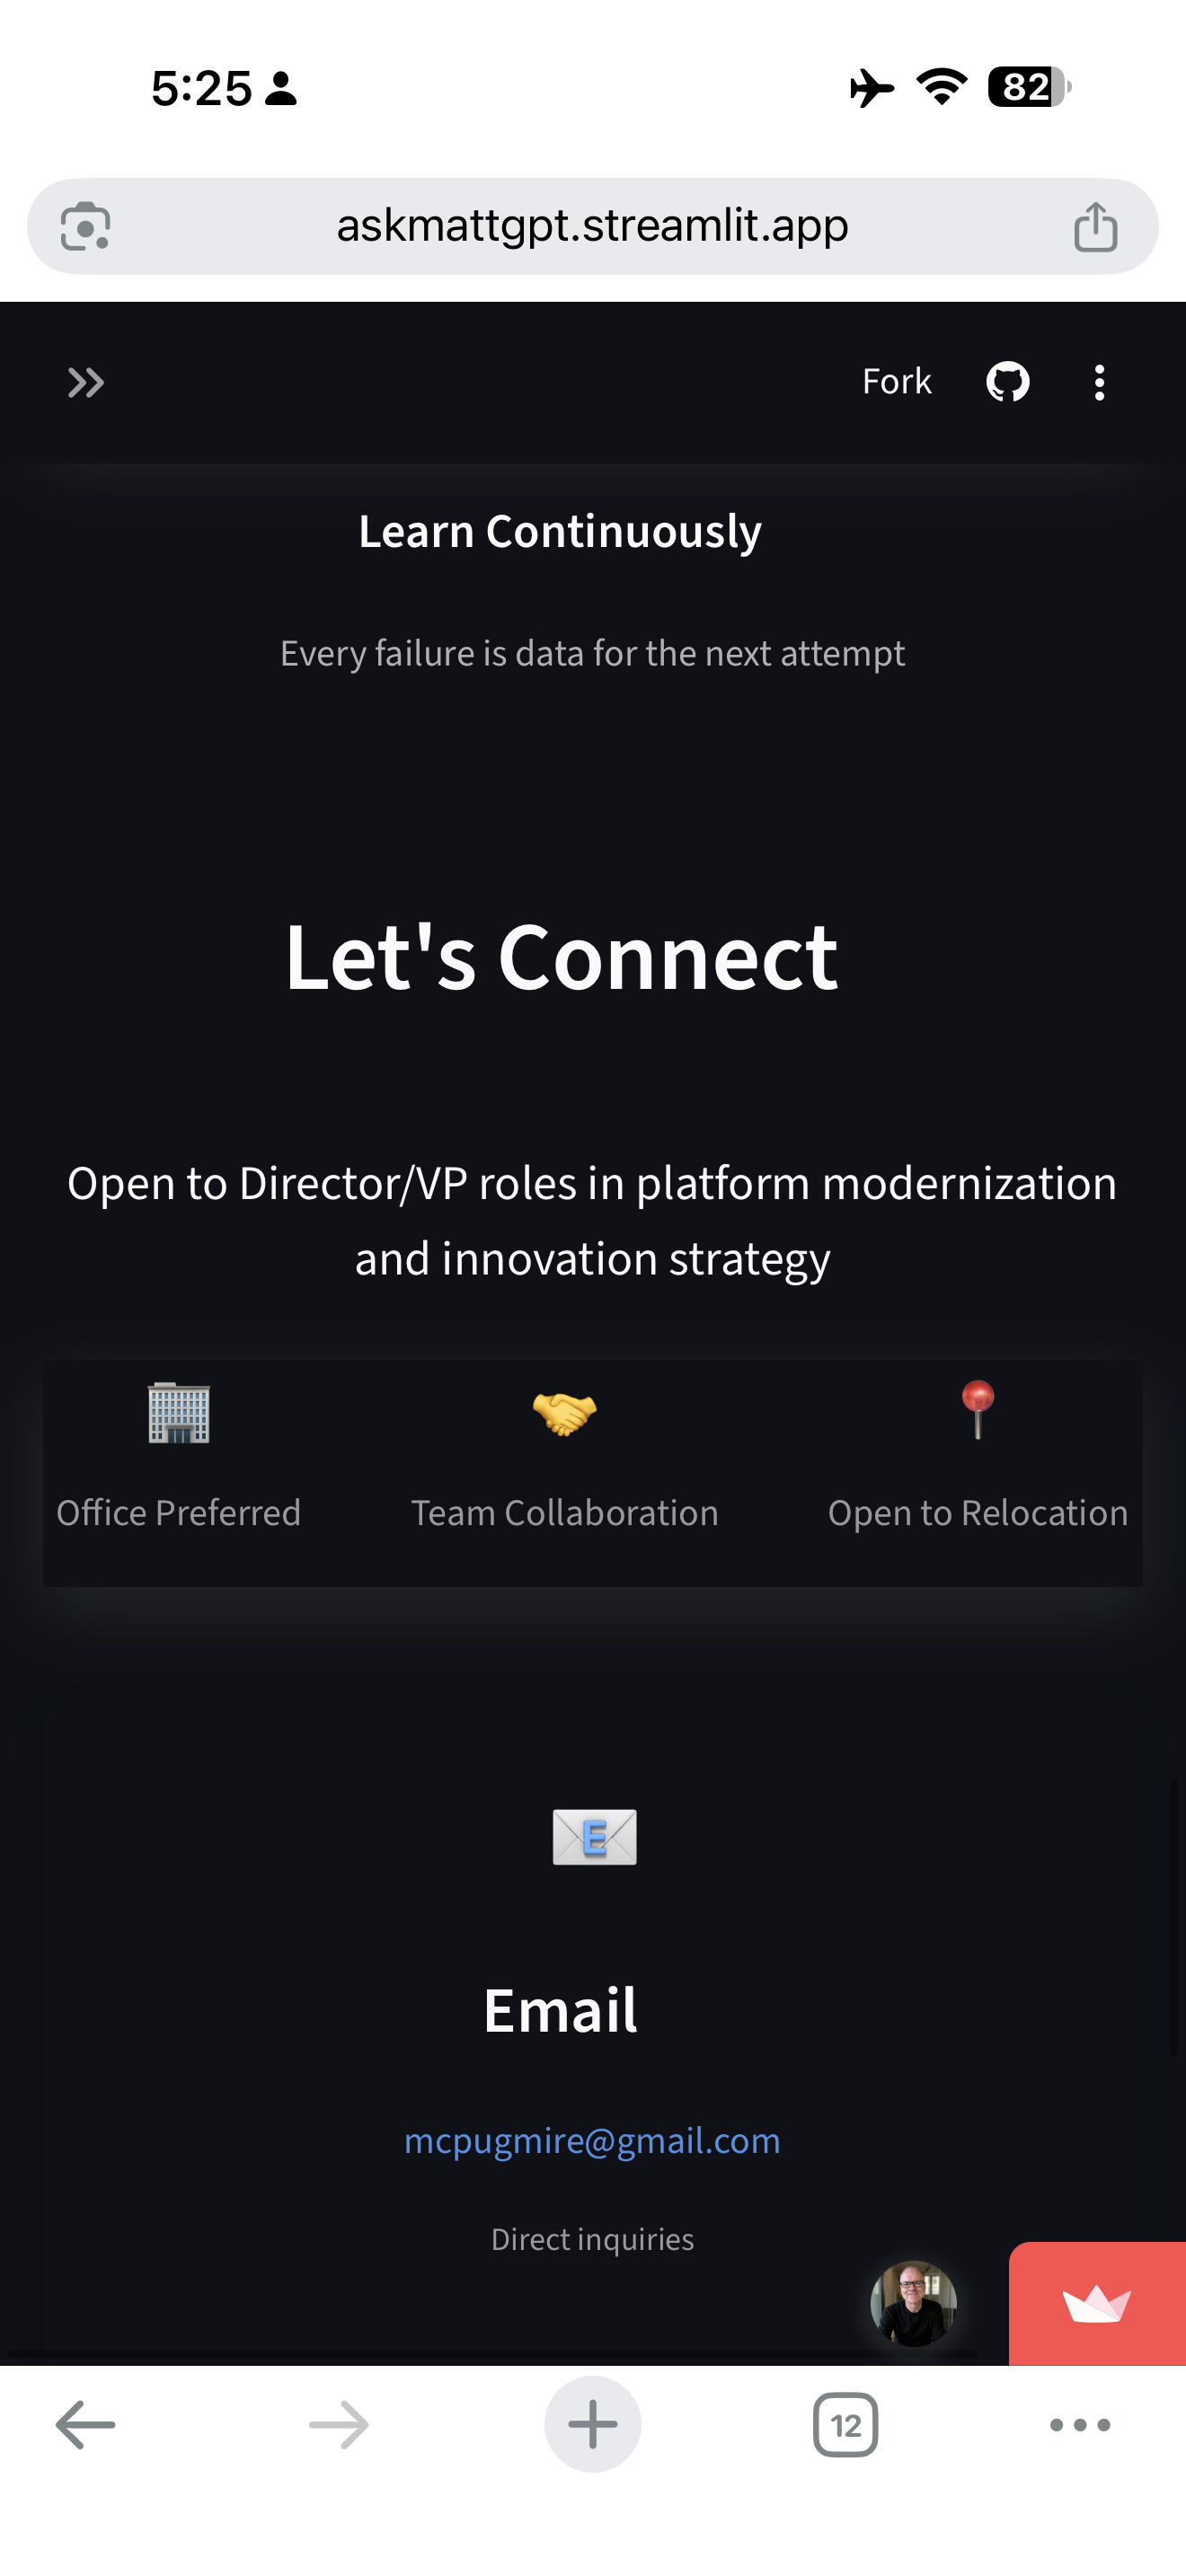 5:25
82
askmattgpt.streamlit.app
Fork
Learn Continuously
Every failure is data for the next attempt
Let's Connect
Open to Director/VP roles in platform modernization
and innovation strategy
Office Preferred
Team Collaboration
Open to Relocation
E
Email
mcpugmire@gmail.com
Direct inquiries
12